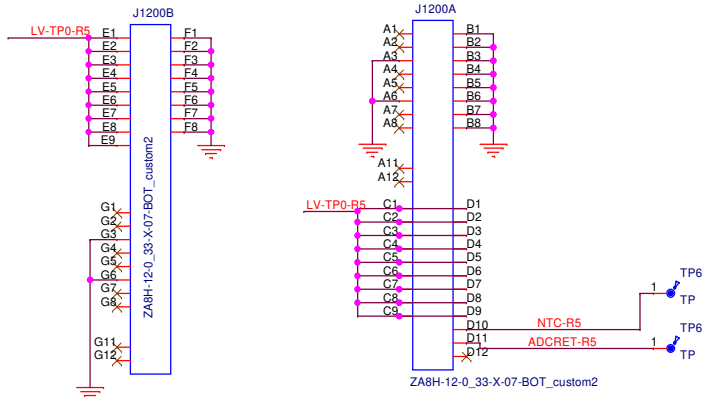 J1200B
LV-TP0-R5
E1
E2
E3
E4
E5
E6
E7
E8
E9
F1
F2
F3
F4
F5
F6
F7
F8
G1
G2
G3
G4
G5
G6
G7
G8
G11
G12
ZA8H-12-0_33-X-07-BOT_custom2
J1200A
A1
A2
A3
A4
A5
A6
A7
A8
A11
A12
B1
B2
B3
B4
B5
B6
B7
B8
LV-TP0-R5
C1
C2
C3
C4
C5
C6
C7
C8
C9
D1
D2
D3
D4
D5
D6
D7
D8
D9
D10
D11
D12
NTC-R5
ADCRET-R5
1
TP6
TP
1
TP6
TP
ZA8H-12-0_33-X-07-BOT_custom2